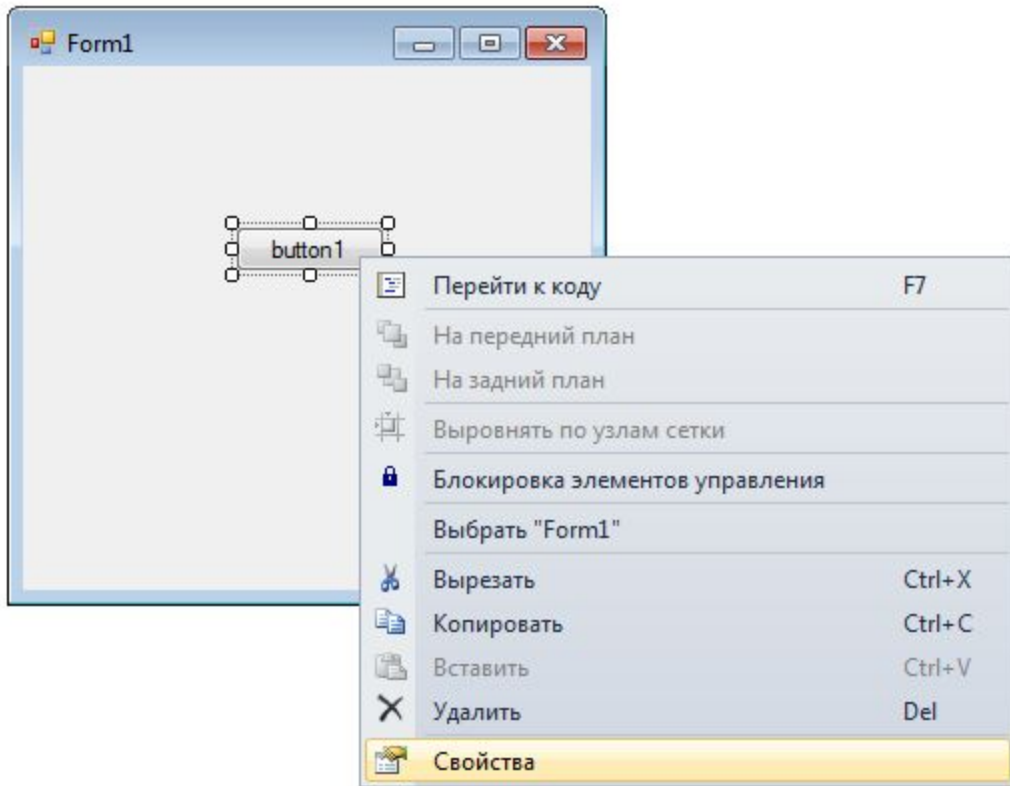 Form1
button1
Перейти к коду F7
На передний план
На задний план
Выровнять по узлам сетки
Блокировка элементов управления
Выбрать "Form1"
Вырезать Ctrl+X
Копировать Ctrl+C
Вставить Ctrl+V
Удалить Del
Свойства